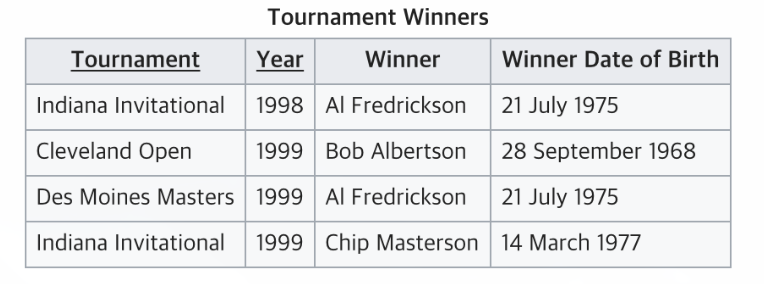 Tournament Winners
Tournament Year Winner Winner Date of Birth
Indiana Invitational 1998 Al Fredrickson 21 July 1975
Cleveland Open 1999 Bob Albertson 28 September 1968
Des Moines Masters 1999 Al Fredrickson 21 July 1975
Indiana Invitational 1999 Chip Masterson 14 March 1977